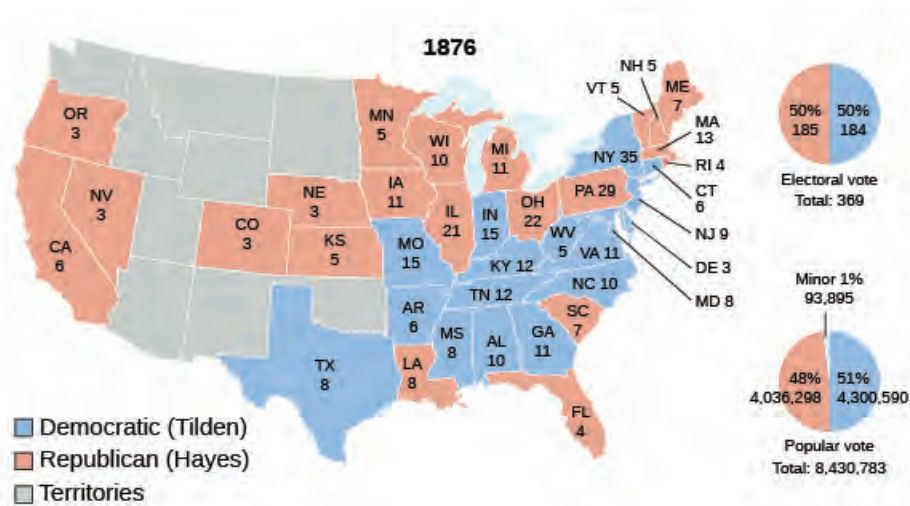 1876
OR
3
NV
3
CA
6
CO
3
NE
3
KS
5
MN
5
IA
11
WI
10
IL
21
MI
11
IN
15
OH
22
MO
15
AR
6
LA
8
TX
8
MS
8
AL
10
GA
11
FL
4
SC
7
NC 10
TN 12
KY 12
WV
5
VA 11
PA 29
NY 35
VT 5
NH 5
ME
7
MA
13
RI 4
CT
6
NJ 9
DE 3
MD 8
Democratic (Tilden)
Republican (Hayes)
Territories
50%
185
50%
184
Electoral vote
Total: 369
Minor 1%
93,895
48%
4,036,298
51%
4,300,590
Popular vote
Total: 8,430,783